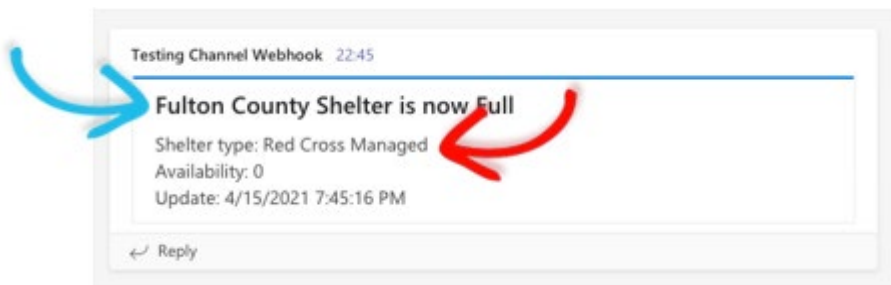 Testing Channel Webhook 22:45
Fulton County Shelter is now Full
Shelter type: Red Cross Managed
Availability: 0
Update: 4/15/2021 7:45:16 PM
Reply